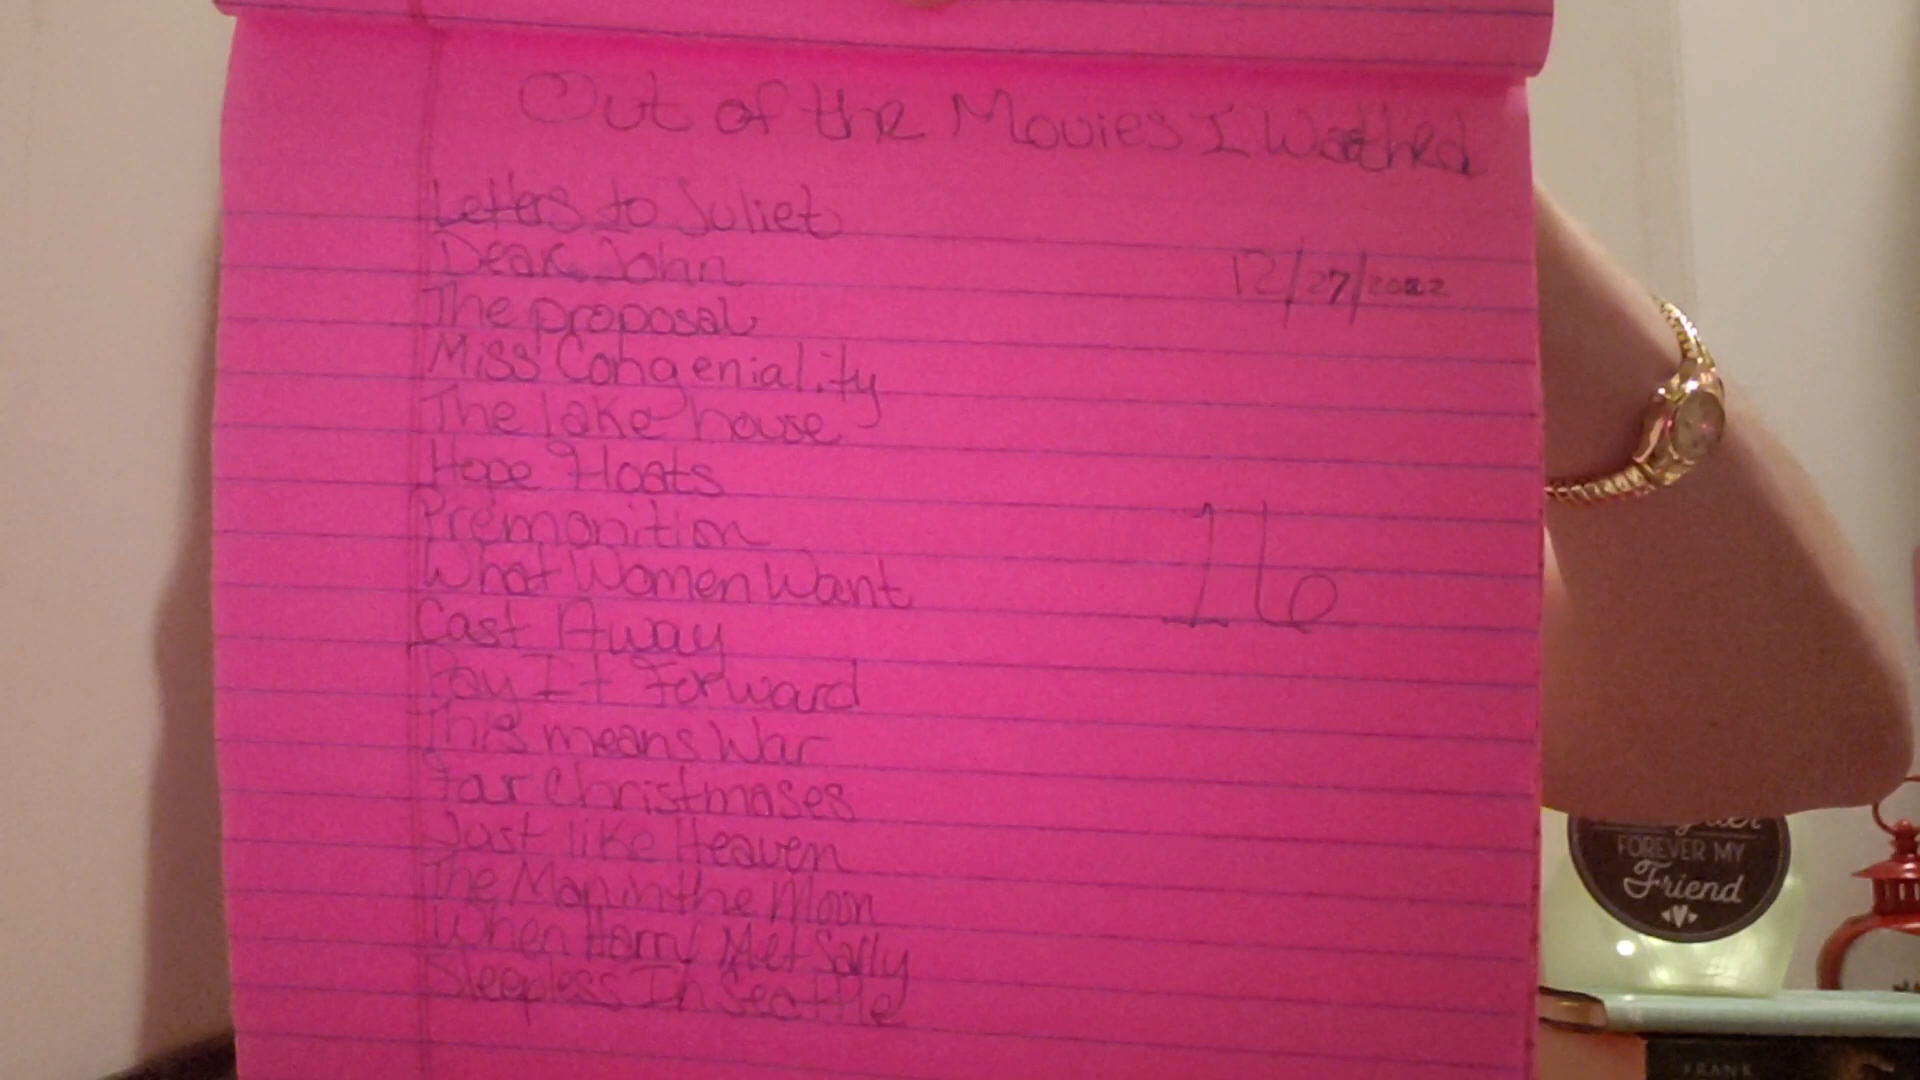 Out of the Movies I Watched
Letters to Juliet
Dear John
12/27/2022
The proposal
Miss Congeniality
The lake house
Hope Floats
Premonition
What Women Want
16
Cast Away
Pay It Forward
This means War
Four Christmases
Just like Heaven
The Man in the Moon
When Harry Met Sally
Sleepless In Seattle
FOREVER MY
Friend
FRANK